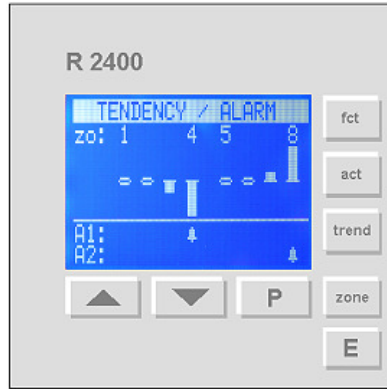 R 2400
TENDENCY / ALARM
zo: 1 4 5 8
A1:
A2:
fct
act
trend
zone
P
E